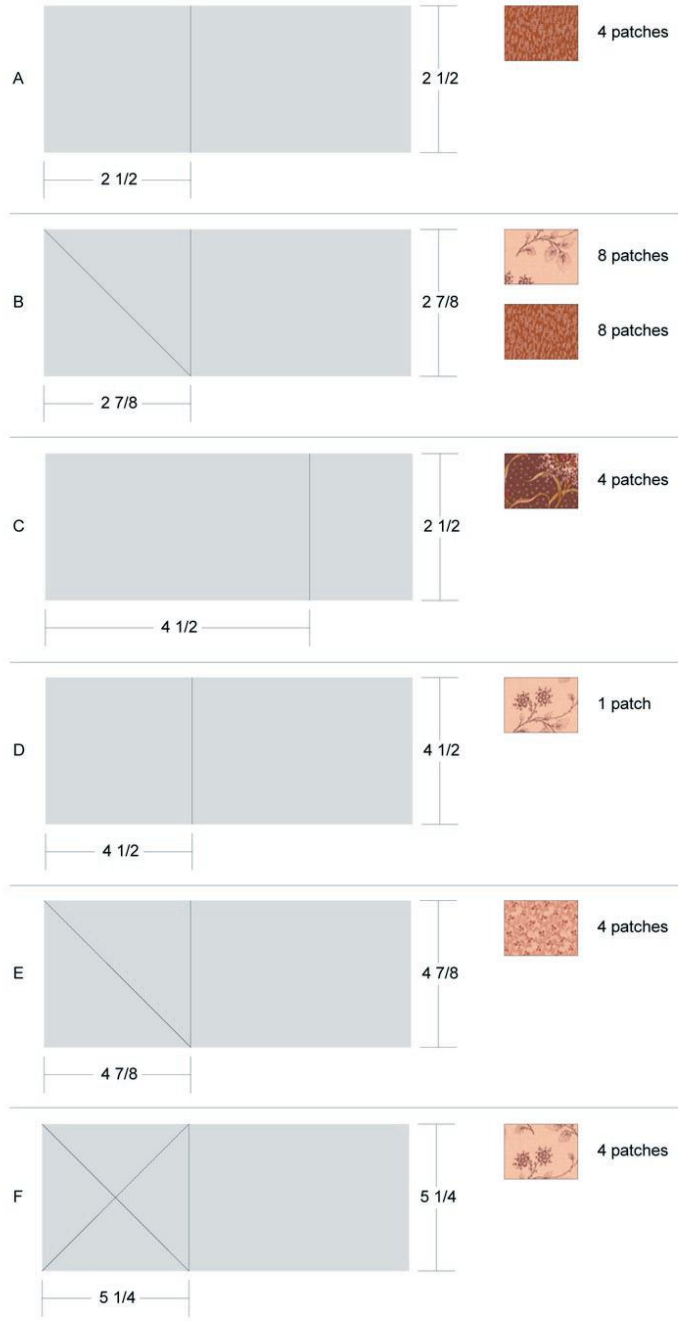 4 patches
A
2 1/2
2 1/2
8 patches
B
2 7/8
8 patches
2 7/8
4 patches
C
2 1/2
4 1/2
1 patch
D
4 1/2
4 1/2
4 patches
E
4 7/8
4 7/8
4 patches
F
5 1/4
5 1/4